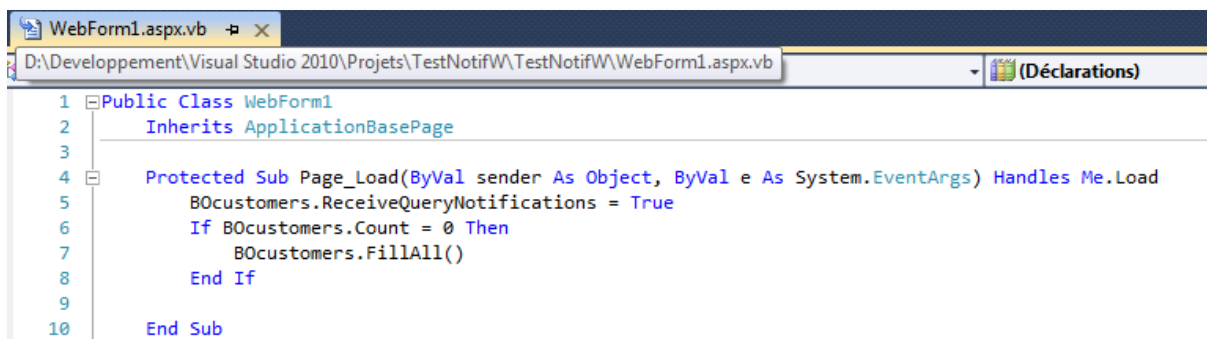 WebForm1.aspx.vb
D:\Developpement\Visual Studio 2010\Projets\TestNotifW\TestNotifW\WebForm1.aspx.vb
(Déclarations)
1 Public Class WebForm1
2 Inherits ApplicationBasePage
3
4 Protected Sub Page_Load(ByVal sender As Object, ByVal e As System.EventArgs) Handles Me.Load
5 BOcustomers.ReceiveQueryNotifications = True
6 If BOcustomers.Count = 0 Then
7 BOcustomers.FillAll()
8 End If
9
10 End Sub